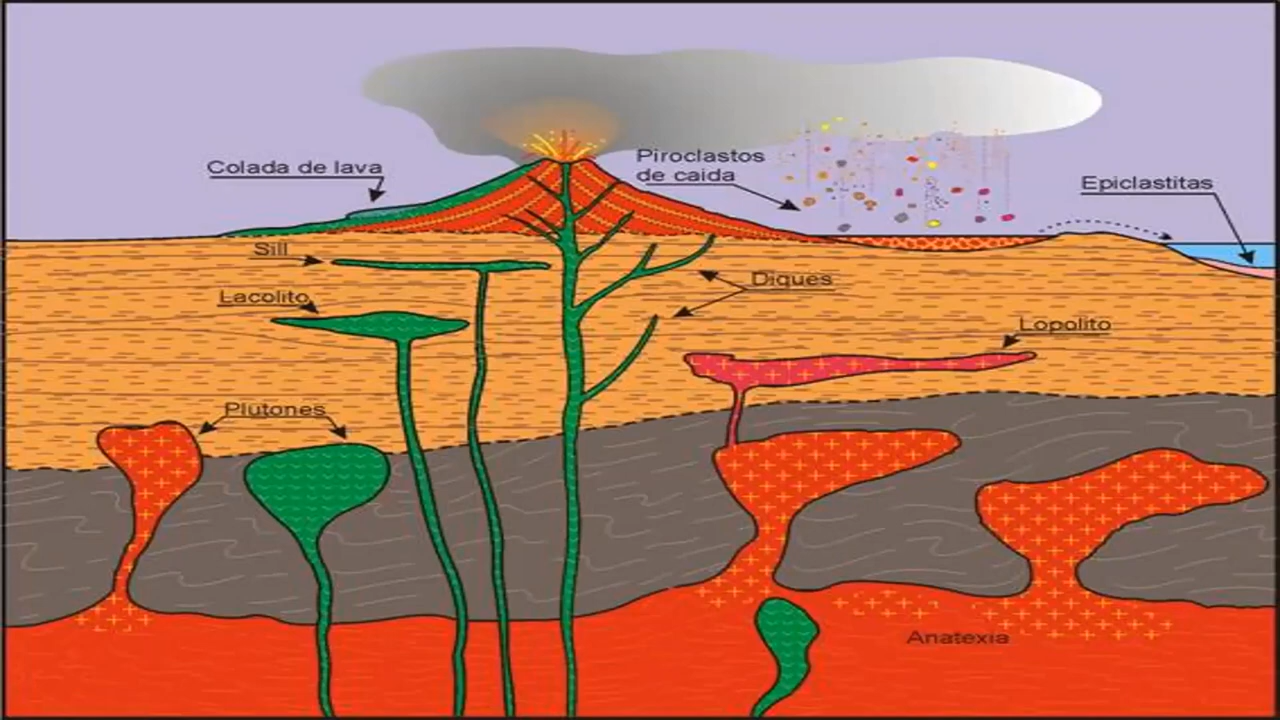 Colada de lava
Piroclastos
de caida
Epiclastitas
Sill
Diques
Lacolito
Lopolito
Plutones
Anatexia